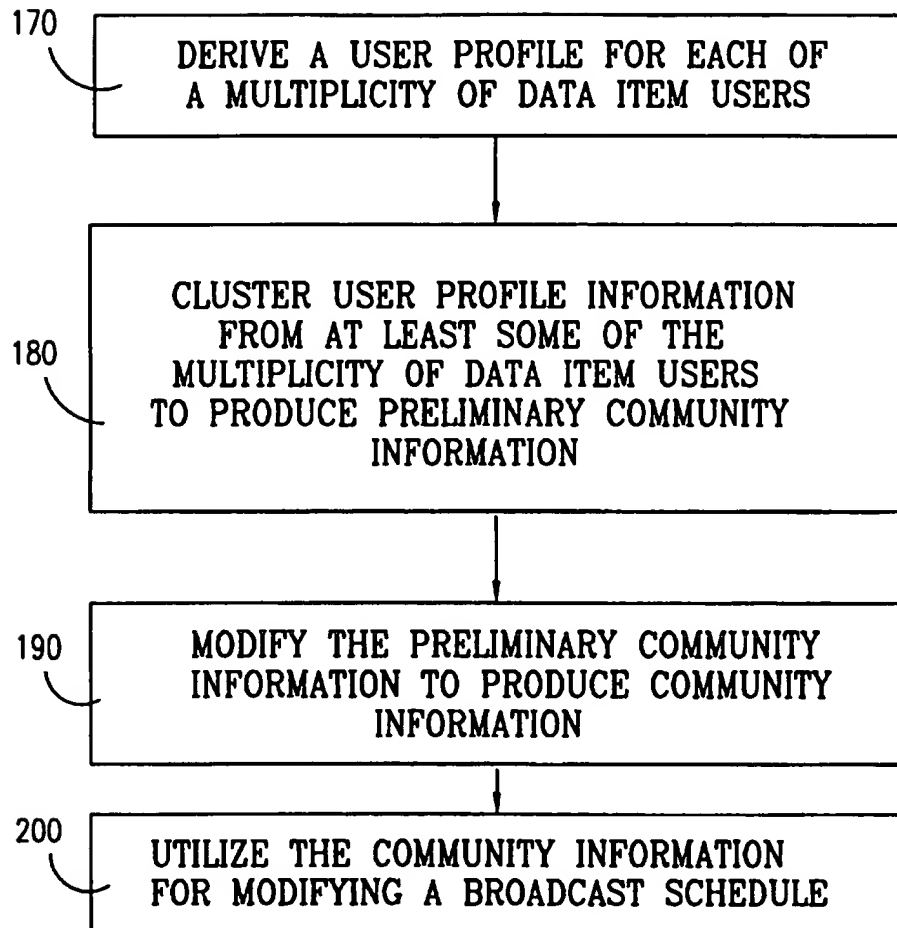 170
DERIVE A USER PROFILE FOR EACH OF
A MULTIPLICITY OF DATA ITEM USERS
180
CLUSTER USER PROFILE INFORMATION
FROM AT LEAST SOME OF THE
MULTIPLICITY OF DATA ITEM USERS
TO PRODUCE PRELIMINARY COMMUNITY
INFORMATION
190
MODIFY THE PRELIMINARY COMMUNITY
INFORMATION TO PRODUCE COMMUNITY
INFORMATION
200
UTILIZE THE COMMUNITY INFORMATION
FOR MODIFYING A BROADCAST SCHEDULE